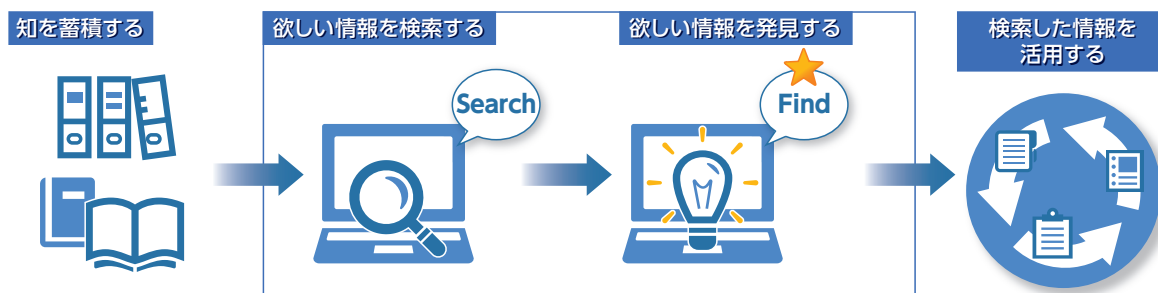 知を蓄積する
欲しい情報を検索する
欲しい情報を発見する
検索した情報を
活用する
Search
Find